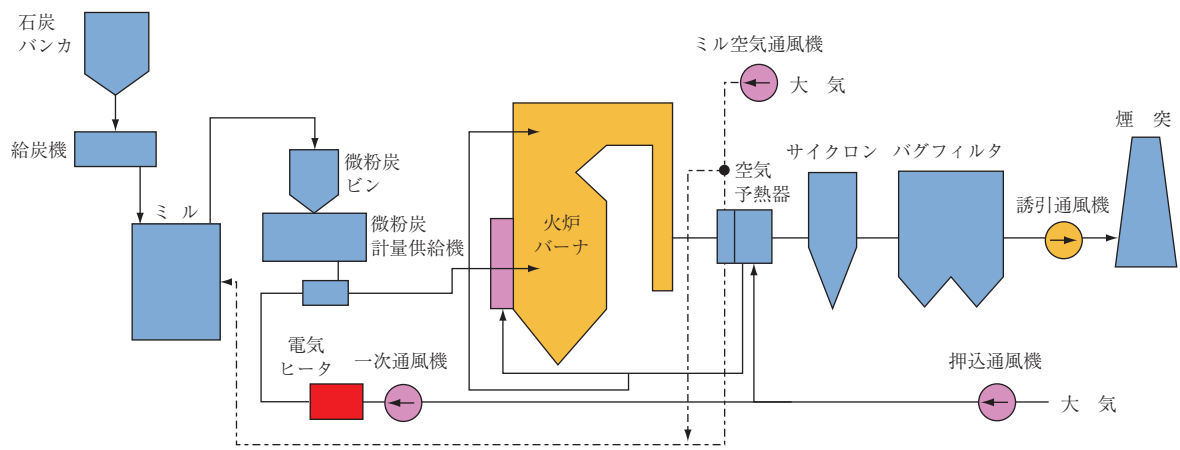 石炭
バンカ
給炭機
ミル
微粉炭
ビン
微粉炭
計量供給機
電気
ヒータ
一次通風機
火炉
バーナ
ミル空気通風機
大 気
空気
予熱器
サイクロン
バグフィルタ
誘引通風機
煙 突
押込通風機
大 気